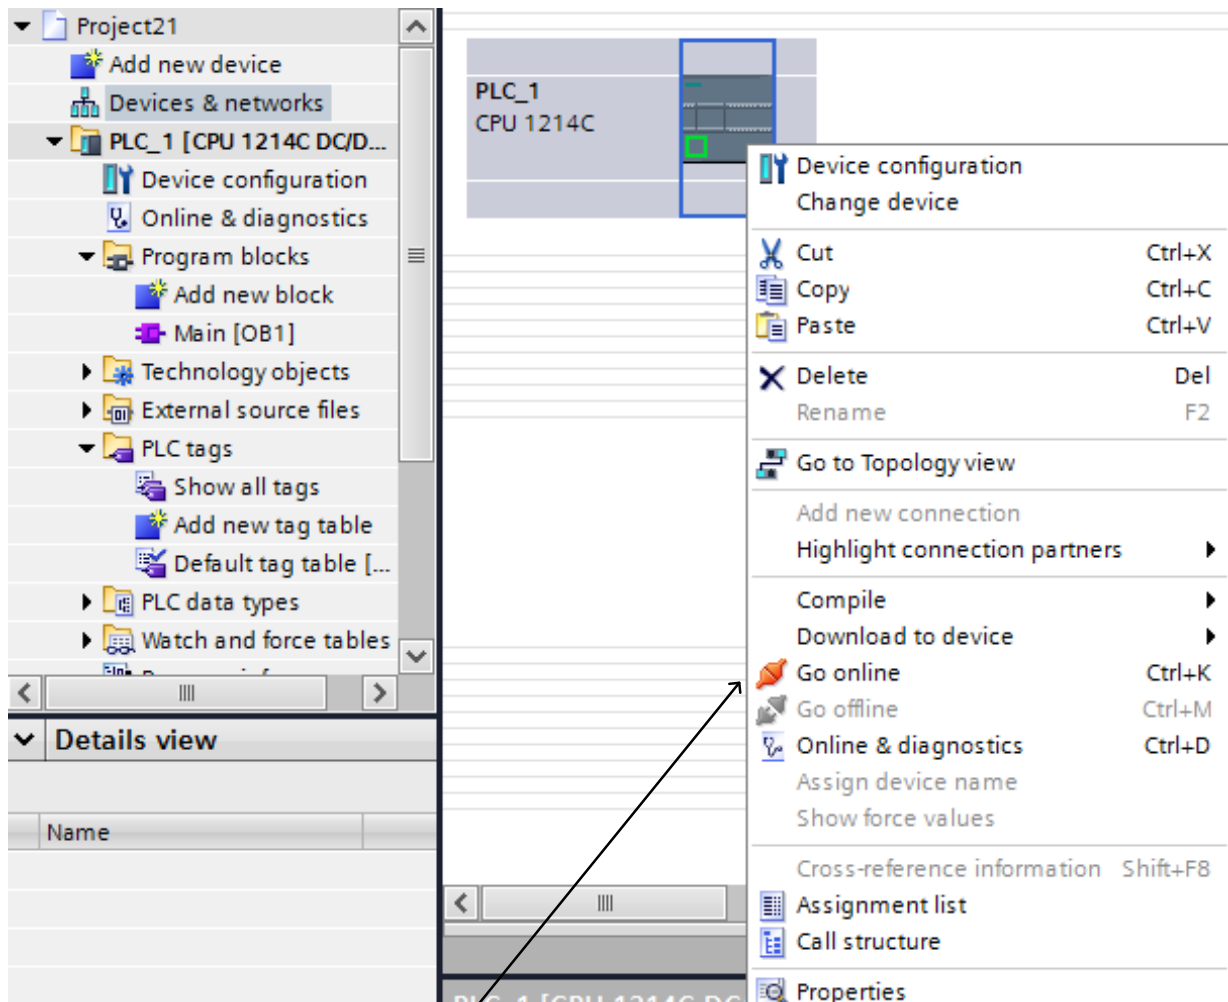 Project21
Add new device
Devices & networks
PLC_1 [CPU 1214C DC/D...
Device configuration
Online & diagnostics
Program blocks
Add new block
Main [OB1]
Technology objects
External source files
PLC tags
Show all tags
Add new tag table
Default tag table [...
PLC data types
Watch and force tables
Details view
Name
PLC_1
CPU 1214C
Device configuration
Change device
Cut Ctrl+X
Copy Ctrl+C
Paste Ctrl+V
Delete Del
Rename F2
Go to Topology view
Add new connection
Highlight connection partners
Compile
Download to device
Go online Ctrl+K
Go offline Ctrl+M
Online & diagnostics Ctrl+D
Assign device name
Show force values
Cross-reference information Shift+F8
Assignment list
Call structure
Properties
PLC_1 [CPU 1214C DC